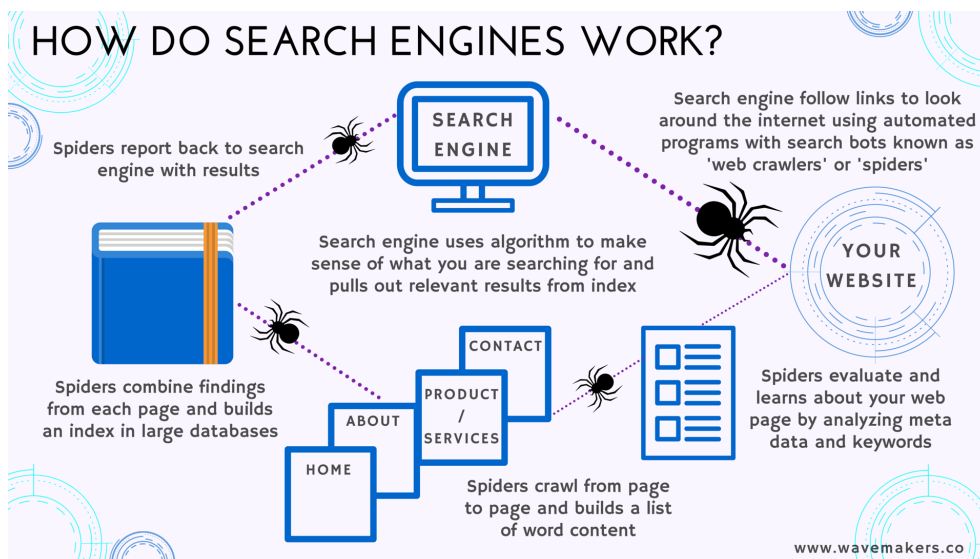 HOW DO SEARCH ENGINES WORK?
SEARCH
ENGINE
Search engine follow links to look
around the internet using automated
programs with search bots known as
'web crawlers' or 'spiders'
Spiders report back to search
engine with results
YOUR
WEBSITE
Search engine uses algorithm to make
sense of what you are searching for and
pulls out relevant results from index
CONTACT
PRODUCT
/
SERVICES
ABOUT
HOME
Spiders evaluate and
learns about your web
page by analyzing meta
data and keywords
Spiders combine findings
from each page and builds
an index in large databases
Spiders crawl from page
to page and builds a list
of word content
www.wavemakers.co